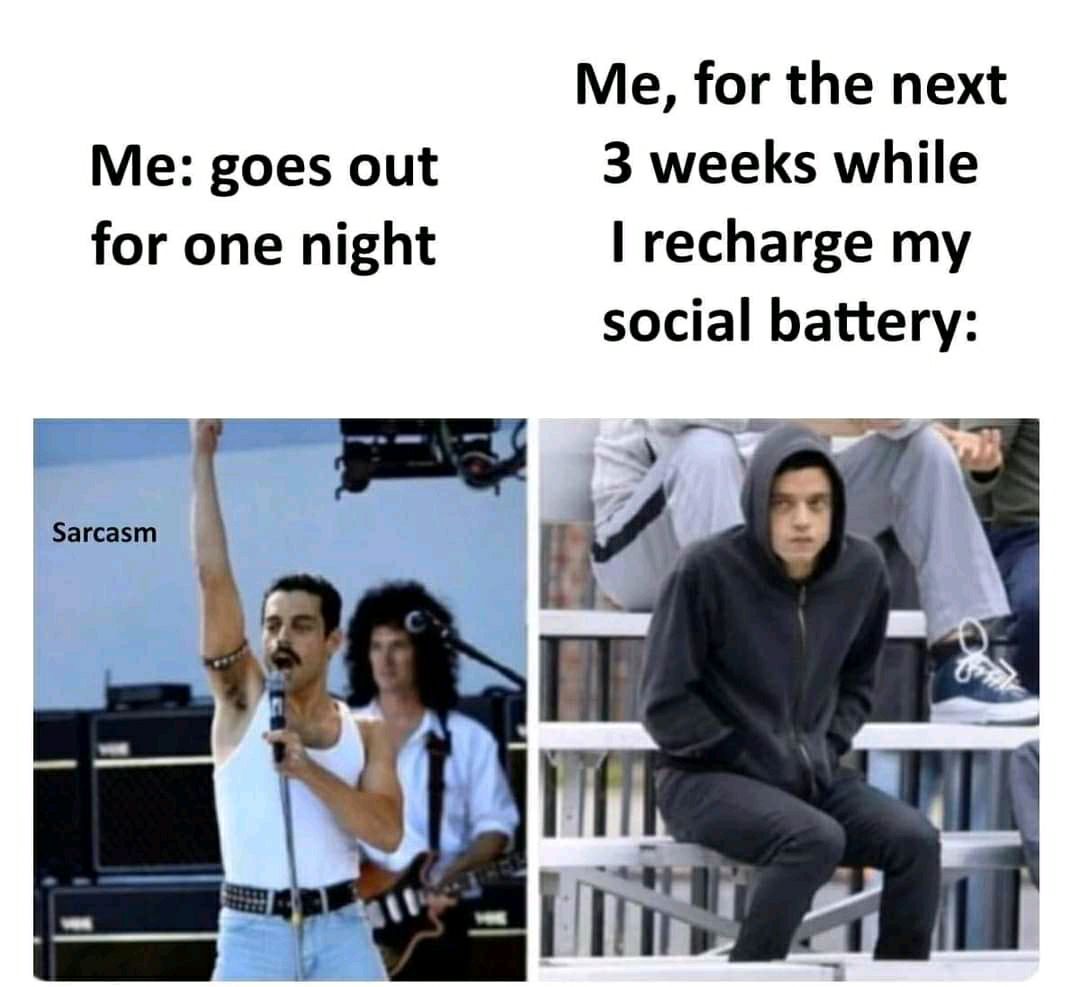 Me: goes out
for one night
Me, for the next
3 weeks while
I recharge my
social battery:
Sarcasm